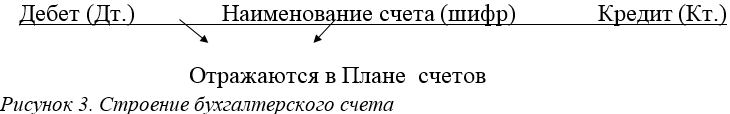 Дебет (Дт.) Наименование счета (шифр) Кредит (Кт.)
Отражаются в Плане счетов
Рисунок 3. Строение бухгалтерского счета